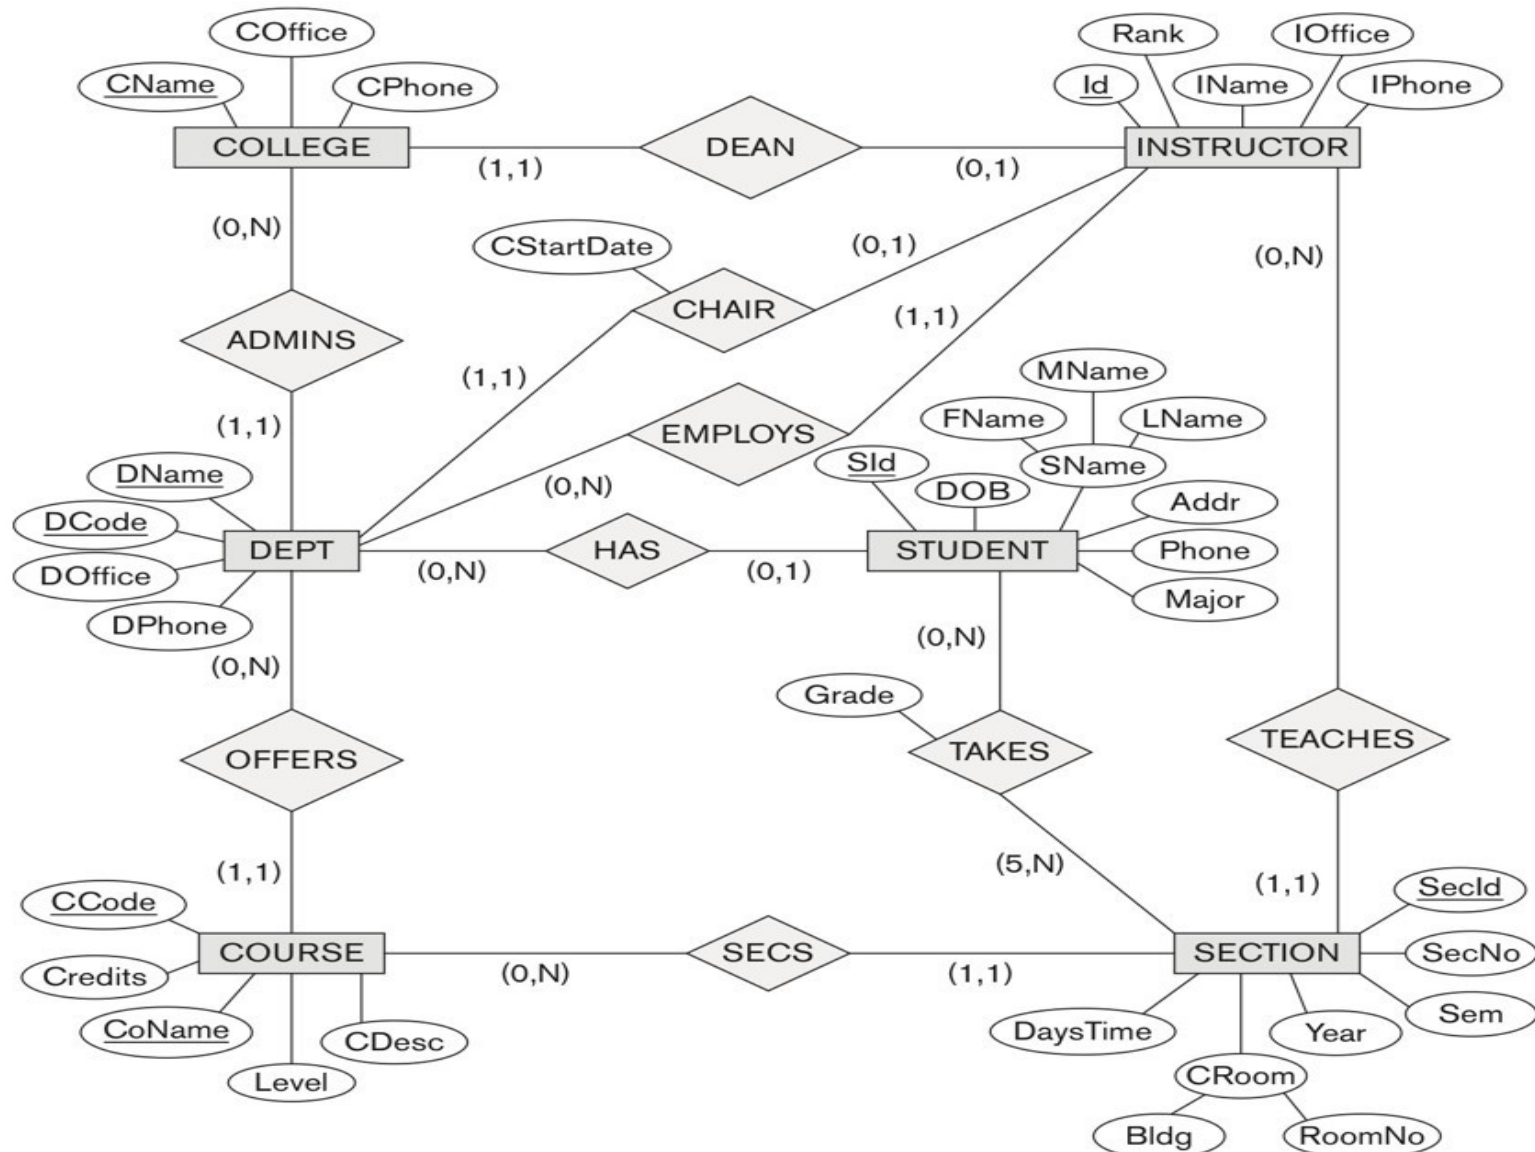 COffice
Rank
IOffice
CName
CPhone
Id
IName
IPhone
COLLEGE
DEAN
INSTRUCTOR
(1,1)
(0,1)
(0,N)
CStartDate
(0,1)
(0,N)
CHAIR
(1,1)
ADMINS
(1,1)
MName
(1,1)
FName
LName
EMPLOYS
SId
SName
DName
(0,N)
DOB
Addr
DCode
DEPT
HAS
STUDENT
Phone
DOffice
(0,N)
(0,1)
Major
DPhone
(0,N)
(0,N)
Grade
OFFERS
TAKES
TEACHES
(1,1)
(5,N)
(1,1)
SecId
CCode
COURSE
SECS
SECTION
SecNo
Credits
(0,N)
(1,1)
Sem
CoName
CDesc
DaysTime
Year
Level
CRoom
Bldg
RoomNo